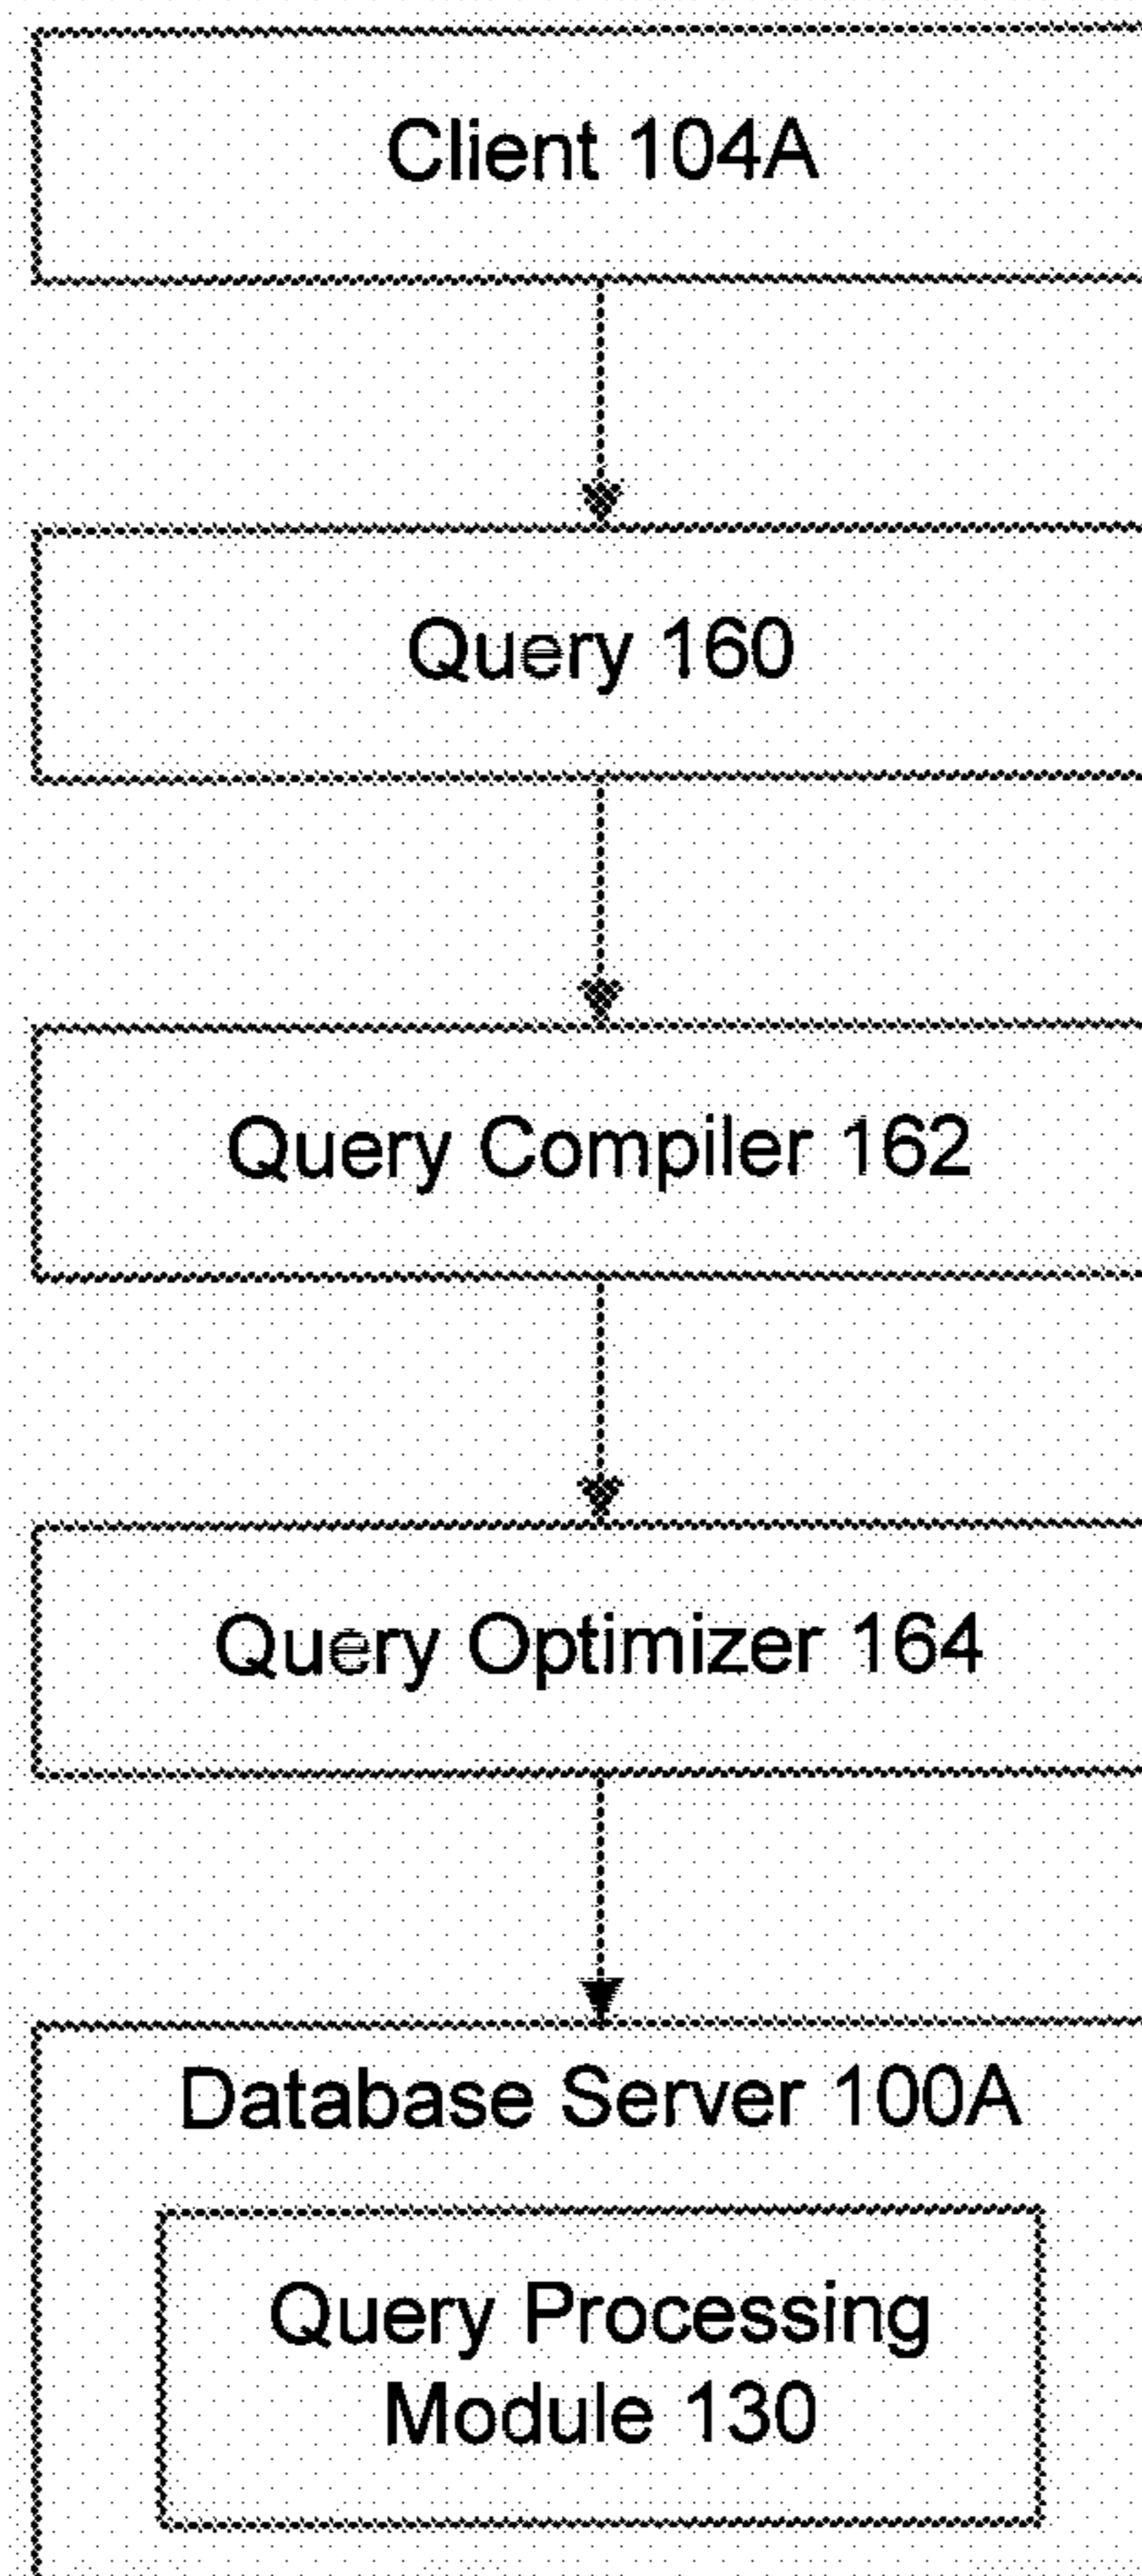 Client 104A
Query 160
Query Compiler 162
Query Optimizer 164
Database Server 100A
Query Processing
Module 130